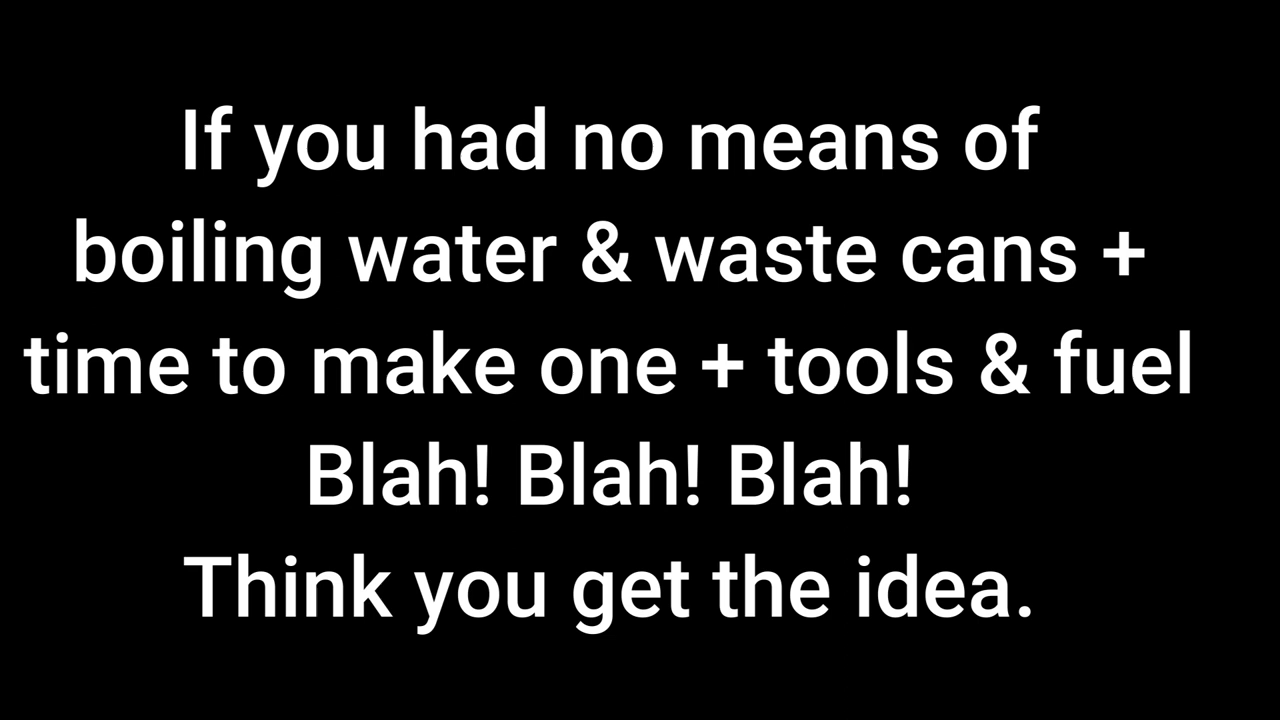 If you had no means of
boiling water & waste cans +
time to make one + tools & fuel
Blah! Blah! Blah!
Think you get the idea.